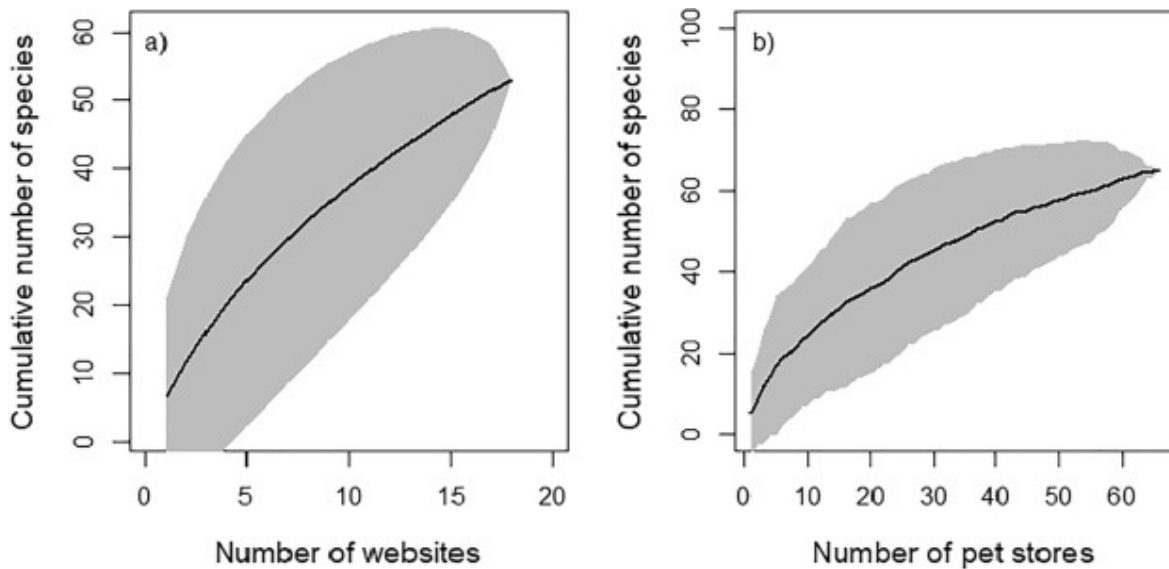 a)
Cumulative number of species
60
50
40
30
20
10
0
0 5 10 15 20
Number of websites
b)
Cumulative number of species
100
80
60
40
20
0
0 10 20 30 40 50 60
Number of pet stores